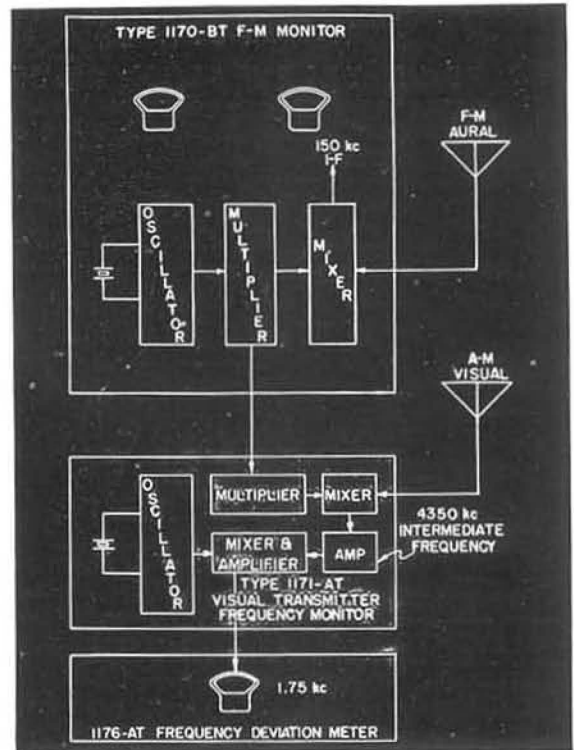 TYPE 1170-BT F-M MONITOR
150 kc
I-F
F-M
AURAL
OSCILLATOR
MULTIPLIER
MIXER
A-M
VISUAL
OSCILLATOR
MULTIPLIER
MIXER
4350 kc
INTERMEDIATE
FREQUENCY
MIXER &
AMPLIFIER
AMP
TYPE 1171-AT
VISUAL TRANSMITTER
FREQUENCY MONITOR
1.75 kc
1176-AT FREQUENCY DEVIATION METER